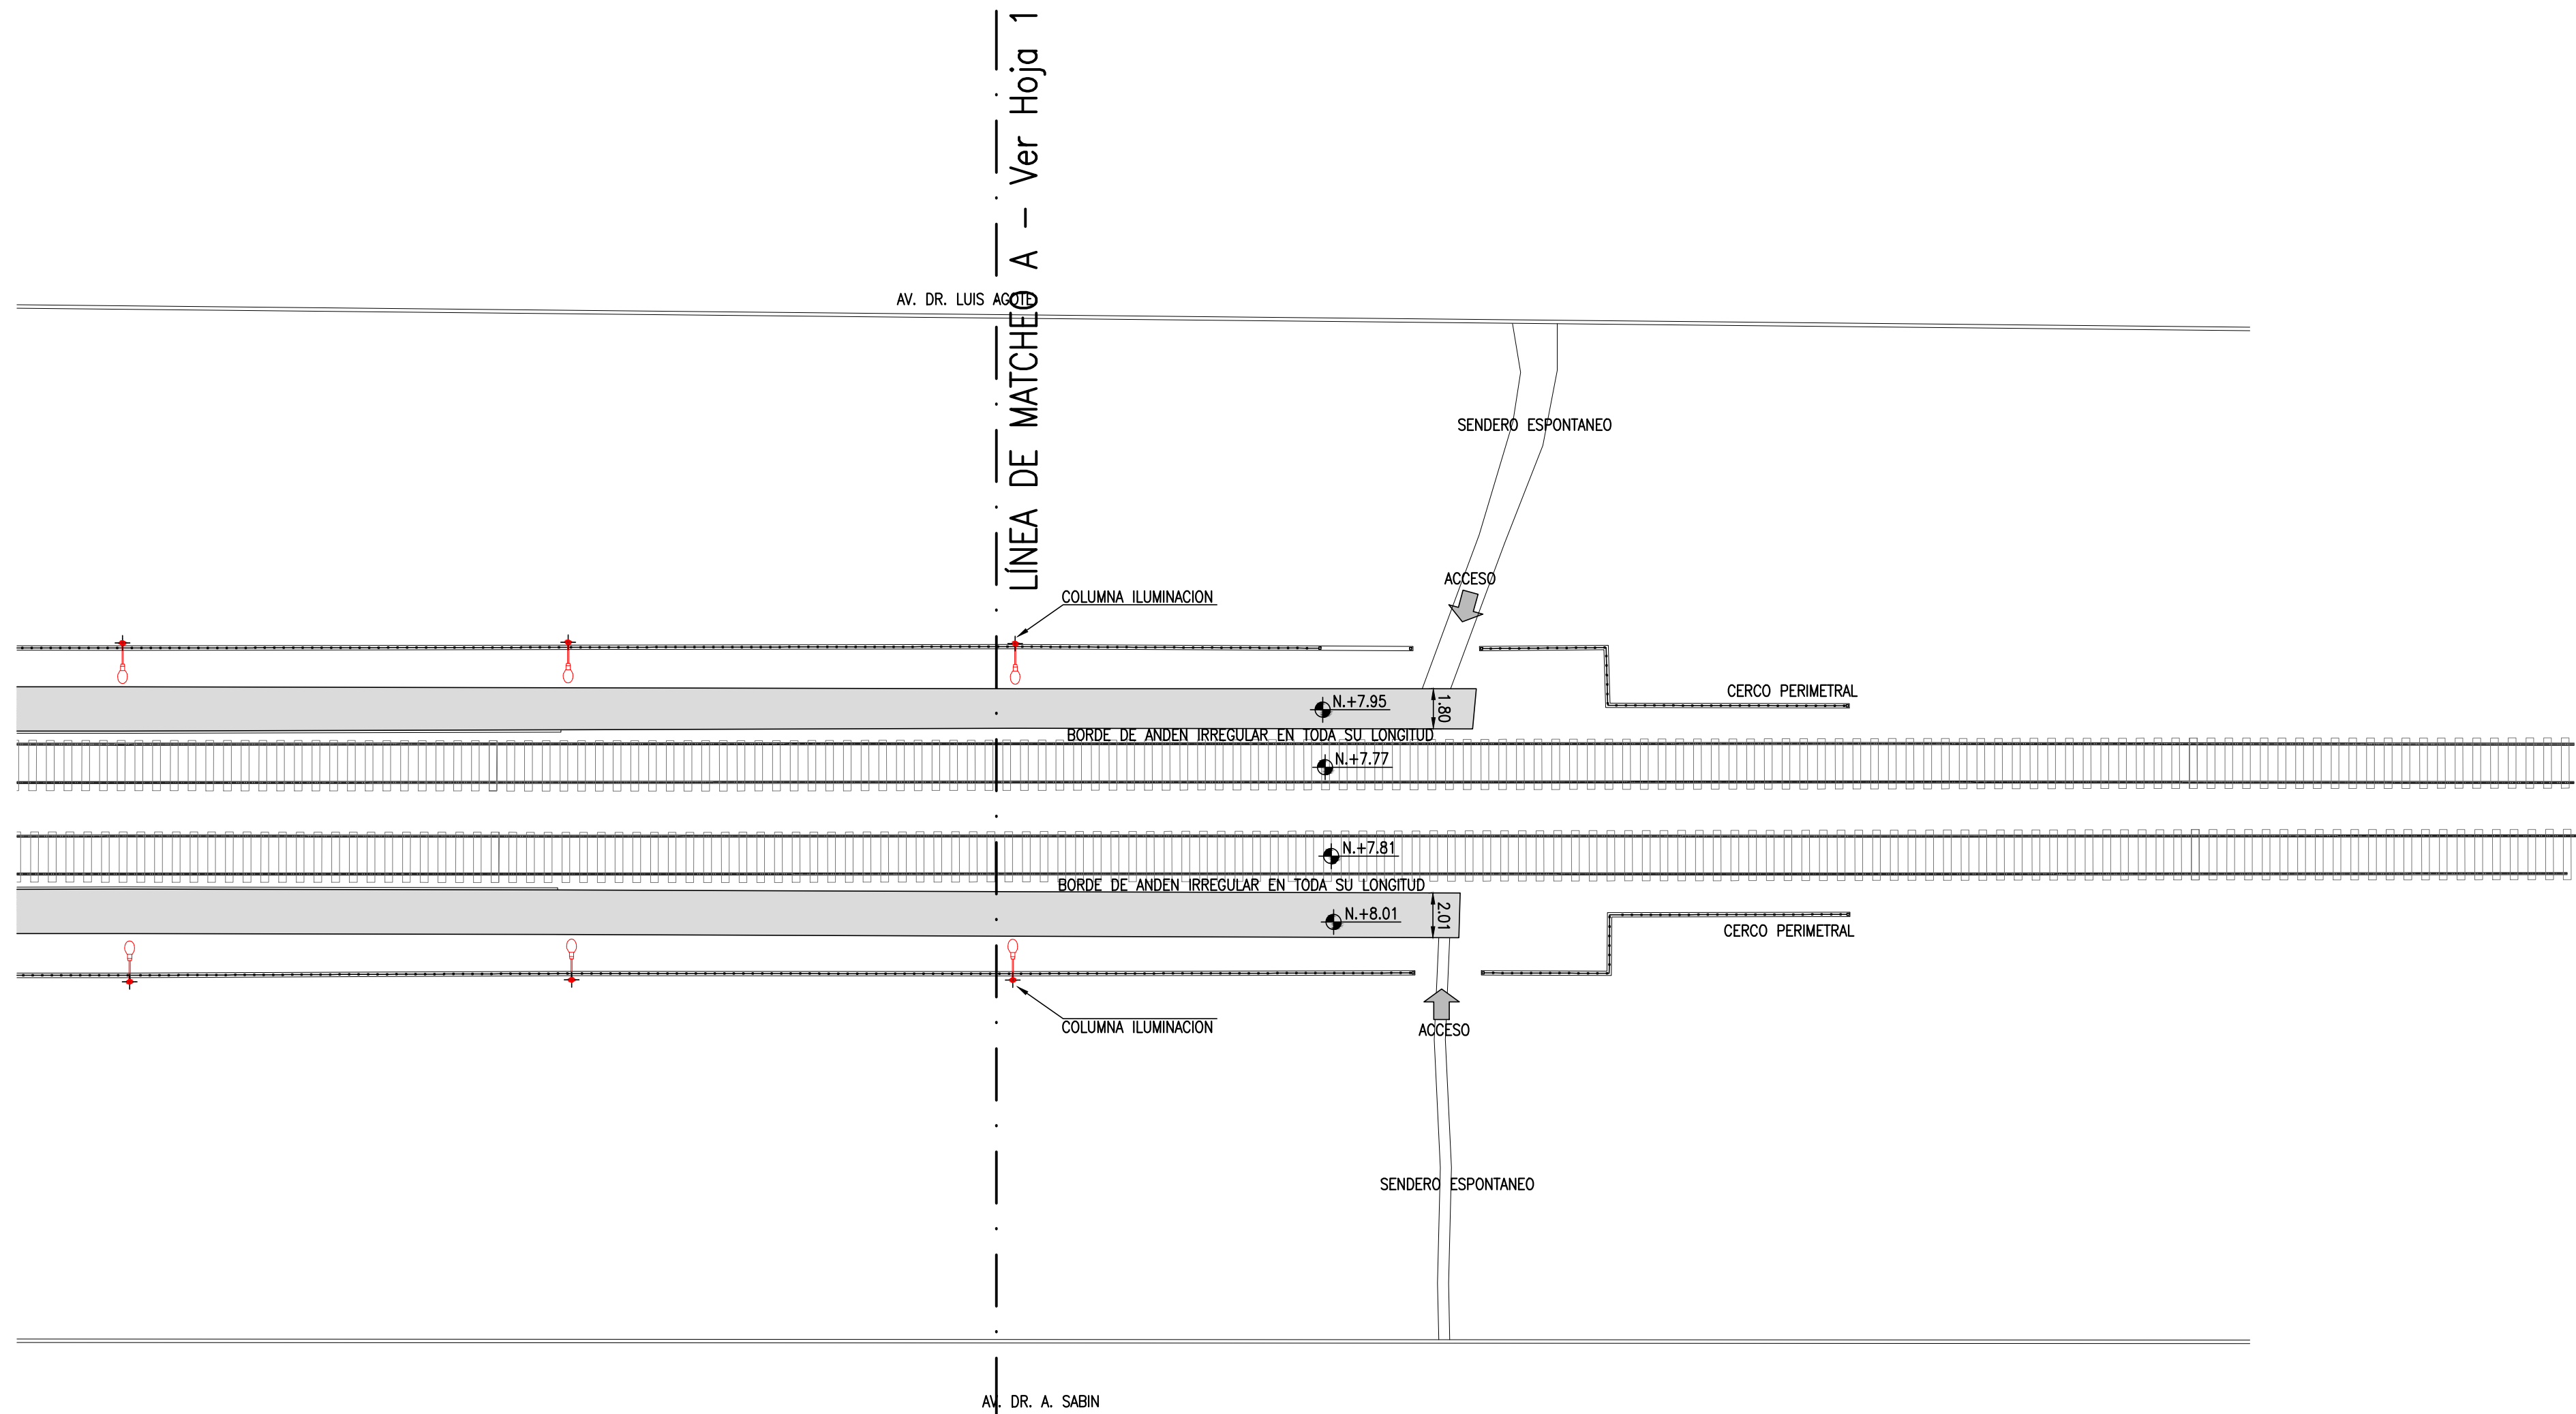 LÍNEA DE MATCHEO A - Ver Hoja 1
AV. DR. LUIS AGOTE
SENDERO ESPONTANEO
ACCESO
COLUMNA ILUMINACION
CERCO PERIMETRAL
N.+7.95
1.80
BORDE DE ANDEN IRREGULAR EN TODA SU LONGITUD
N.+7.77
N.+7.81
BORDE DE ANDEN IRREGULAR EN TODA SU LONGITUD
N.+8.01
2.01
CERCO PERIMETRAL
COLUMNA ILUMINACION
ACCESO
SENDERO ESPONTANEO
AV. DR. A. SABIN